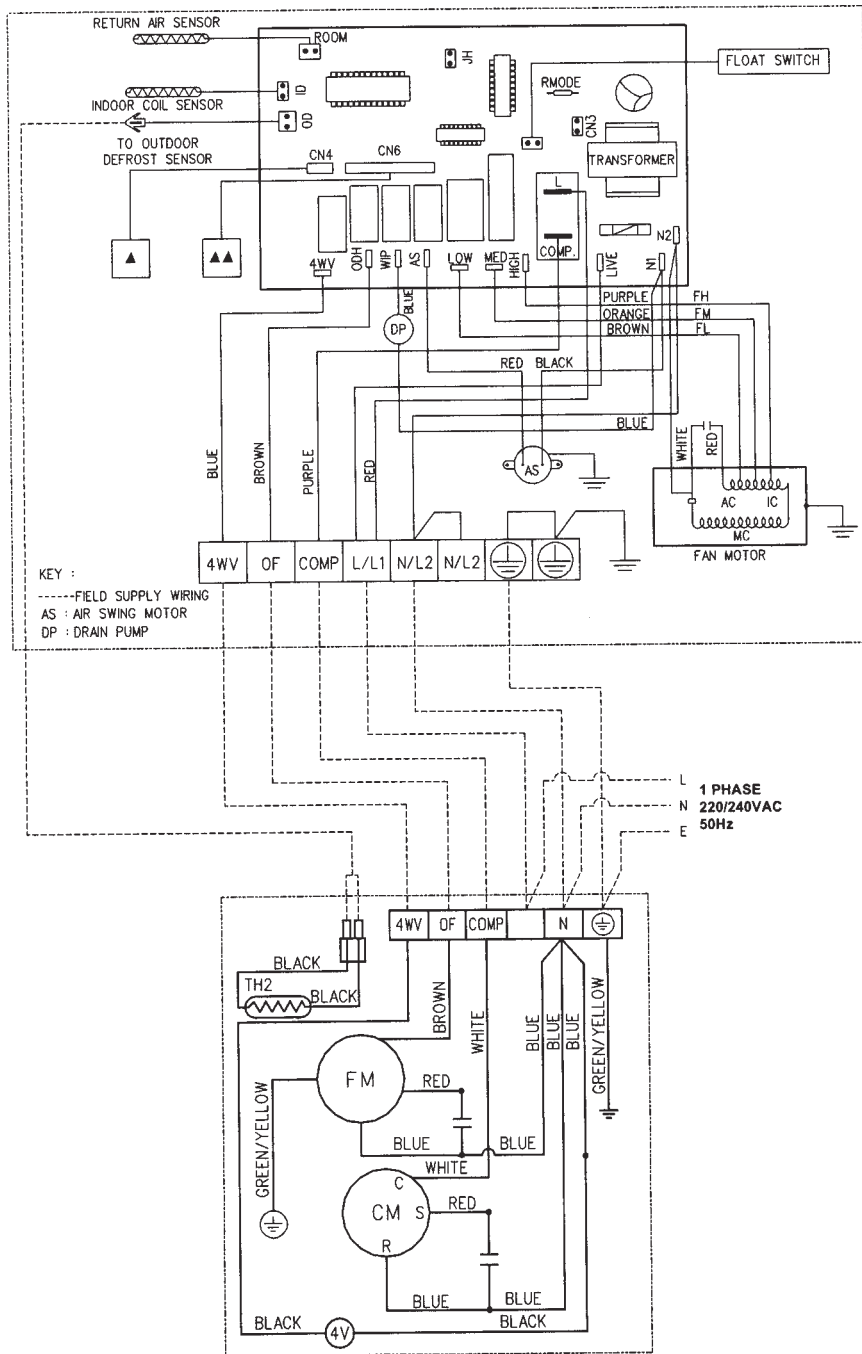 RETURN AIR SENSOR
ROOM
JH
FLOAT SWITCH
RMODE
ID
INDOOR COIL SENSOR
OD
CN3
TO OUTDOOR
DEFROST SENSOR
CN4
CN6
TRANSFORMER
L
COMP.
N2
4WV
ODH
WIP
AS
LOW
MED
HIGH
LIVE
N1
BLUE
PURPLE FH
ORANGE FM
BROWN FL
DP
RED BLACK
BLUE
BLUE
BROWN
PURPLE
RED
AS
WHITE
RED
AC IC
MC
FAN MOTOR
4WV OF COMP L/L1 N/L2 N/L2
KEY :
------FIELD SUPPLY WIRING
AS : AIR SWING MOTOR
DP : DRAIN PUMP
L
N
E
1 PHASE
220/240VAC
50Hz
4WV OF COMP N
BLACK
TH2
BLACK
BROWN
WHITE
BLUE
BLUE
BLUE
GREEN/YELLOW
FM
RED
GREEN/YELLOW
BLUE BLUE
WHITE
C
CM
S
RED
R
BLUE BLUE
BLACK
4V
BLACK